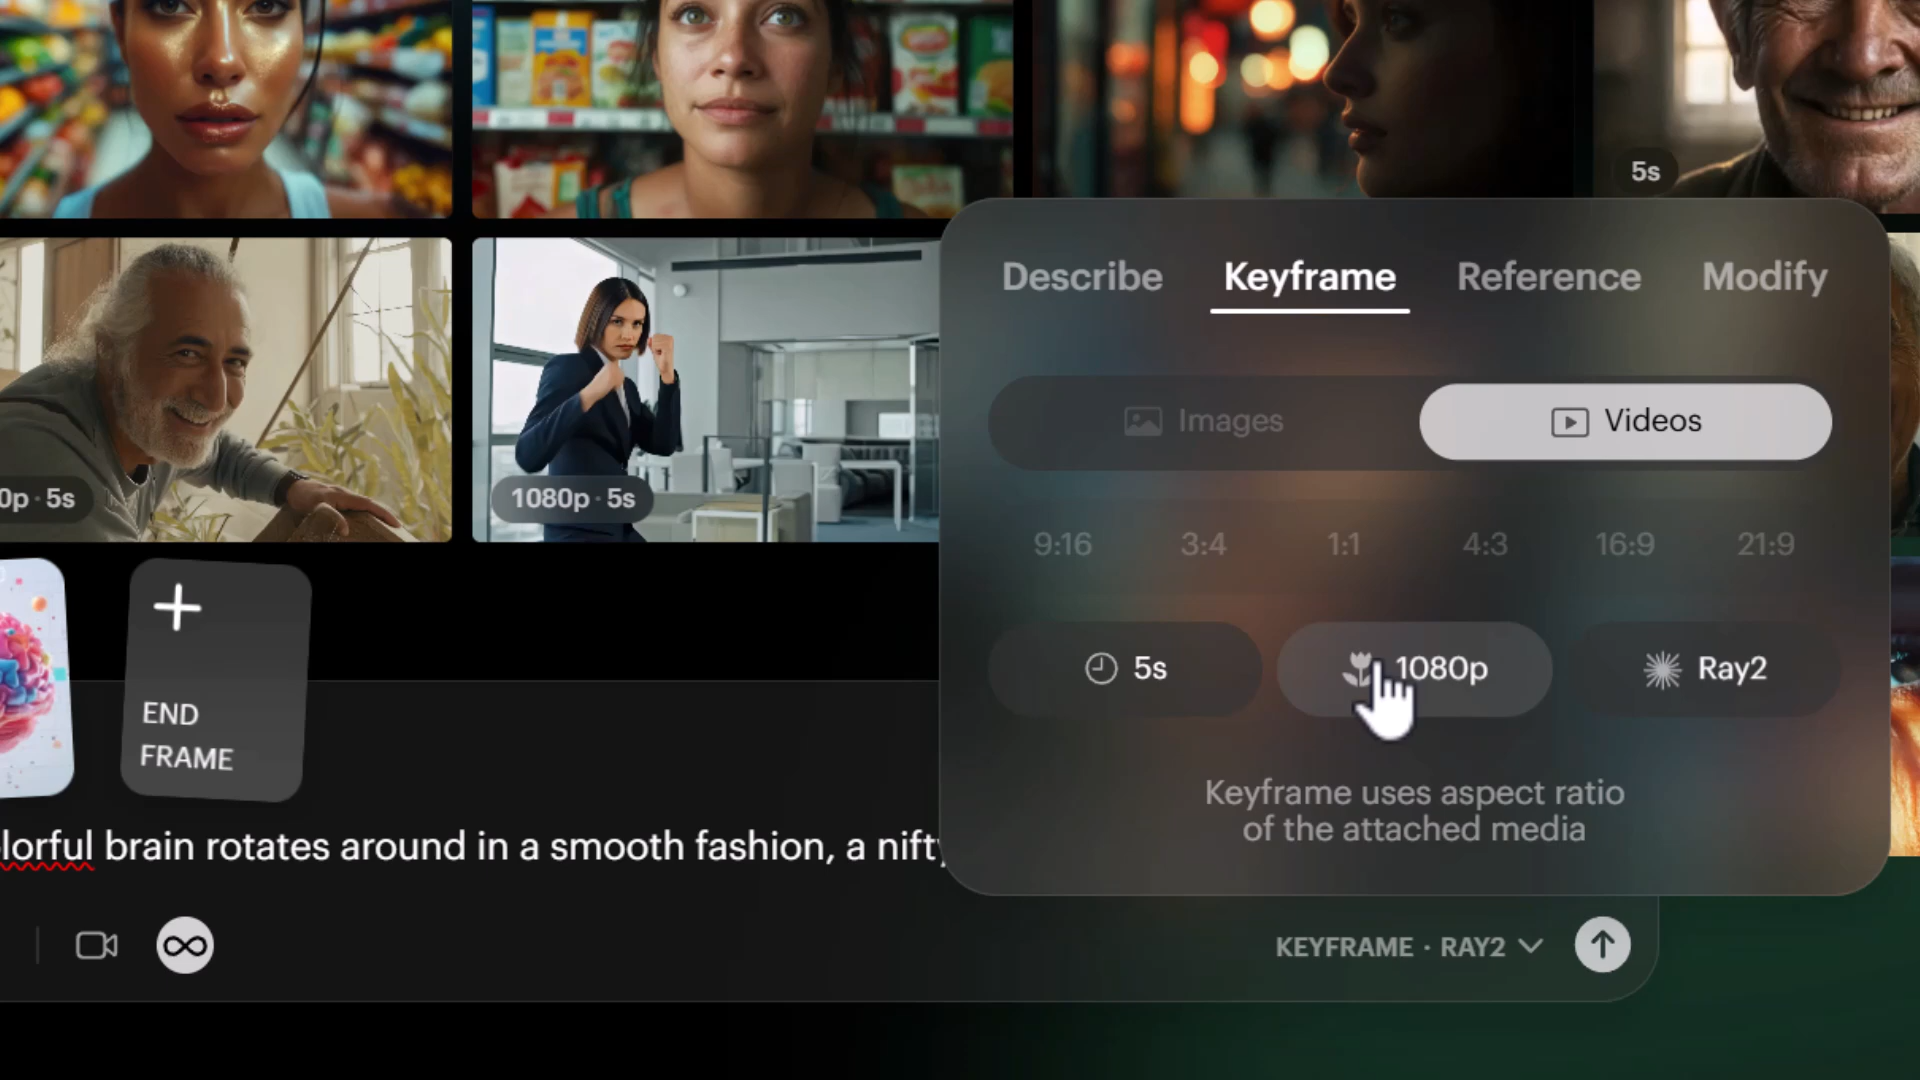 5s
Describe Keyframe Reference Modify
Images Videos
0p · 5s
1080p · 5s
9:16 3:4 1:1 4:3 16:9 21:9
5s 1080p Ray2
END
FRAME
Keyframe uses aspect ratio
of the attached media
lorful brain rotates around in a smooth fashion, a nifty
KEYFRAME · RAY2